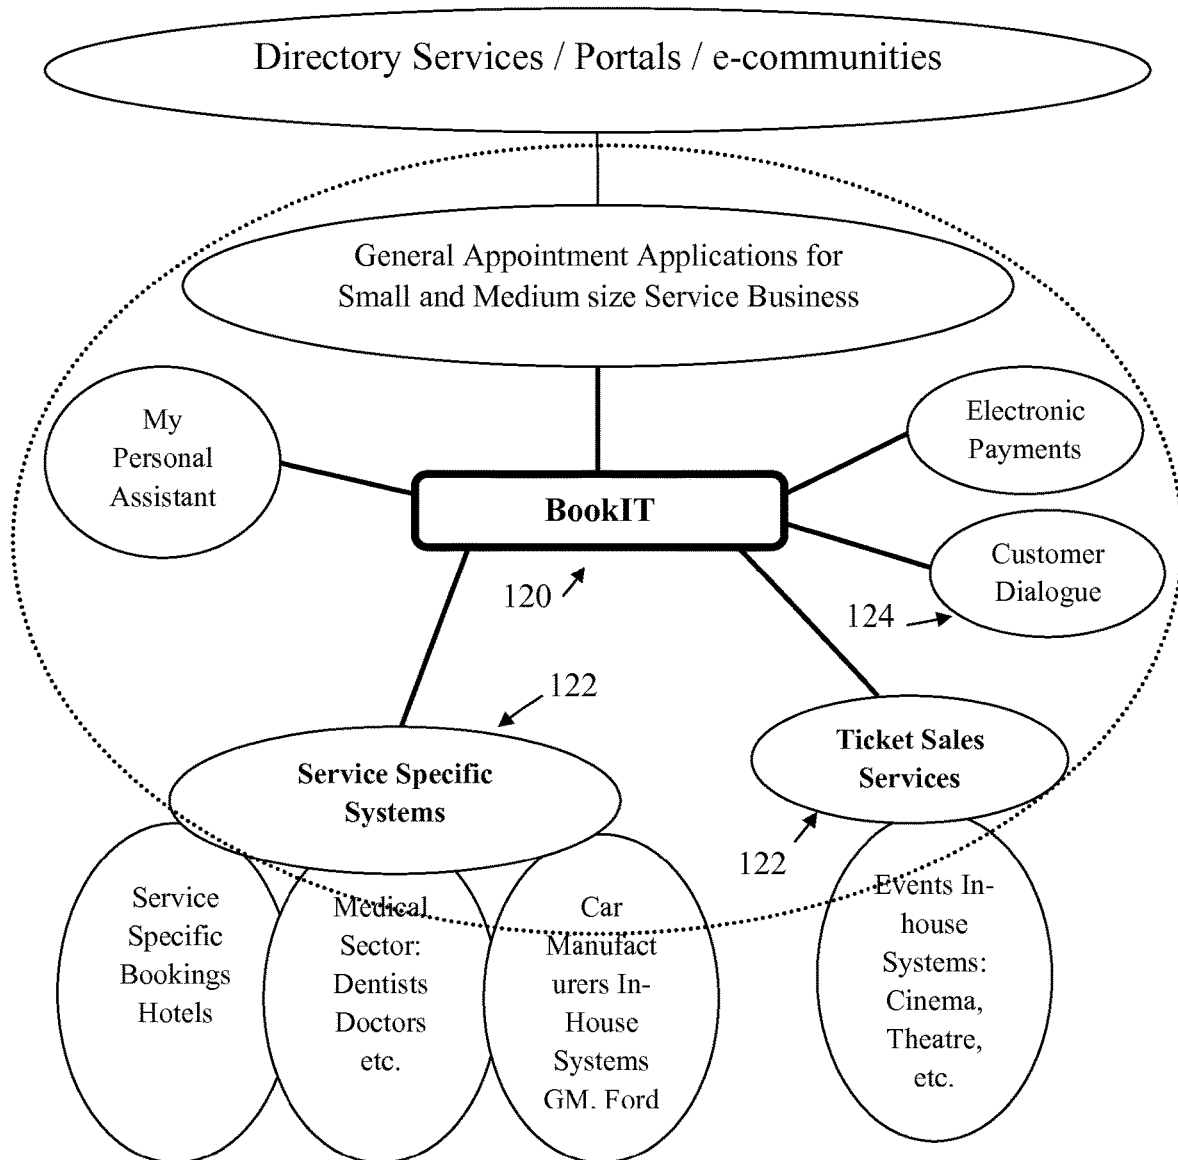 Directory Services / Portals / e-communities
General Appointment Applications for
Small and Medium size Service Business
My
Personal
Assistant
Electronic
Payments
BookIT
Customer
Dialogue
120
124
122
Service Specific
Systems
Ticket Sales
Services
122
Service
Specific
Bookings
Hotels
Medical
Sector:
Dentists
Doctors
etc.
Car
Manufact
urers In-
House
Systems
GM. Ford
Events In-
house
Systems:
Cinema,
Theatre,
etc.